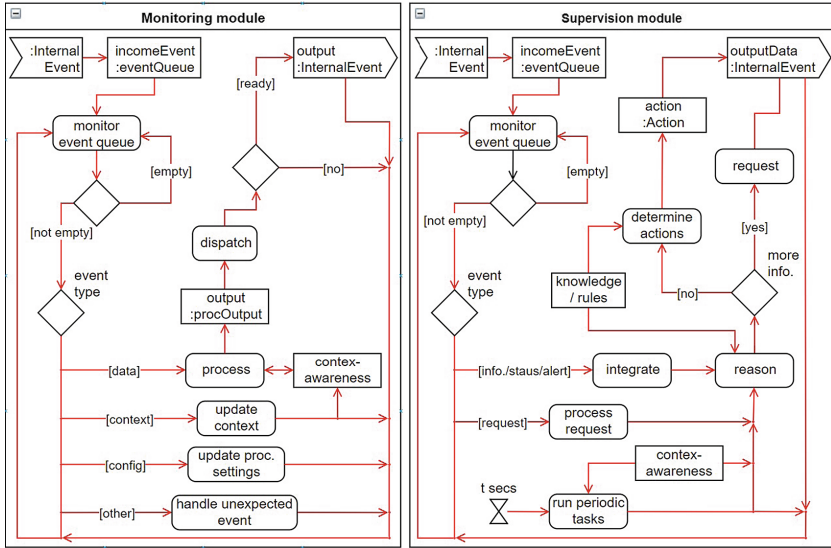 Monitoring module
:Internal
Event
incomeEvent
:eventQueue
output
:InternalEvent
[ready]
monitor
event queue
[empty]
[no]
[not empty]
dispatch
event
type
output
:procOutput
[data]
process
contex-
awareness
[context]
update
context
[config]
update proc.
settings
[other]
handle unexpected
event
Supervision module
:Internal
Event
incomeEvent
:eventQueue
outputData
:InternalEvent
action
:Action
monitor
event queue
[empty]
request
[not empty]
determine
actions
[yes]
event
type
knowledge
/ rules
more
info.
[no]
[info./staus/alert]
integrate
reason
[request]
process
request
contex-
awareness
t secs
run periodic
tasks